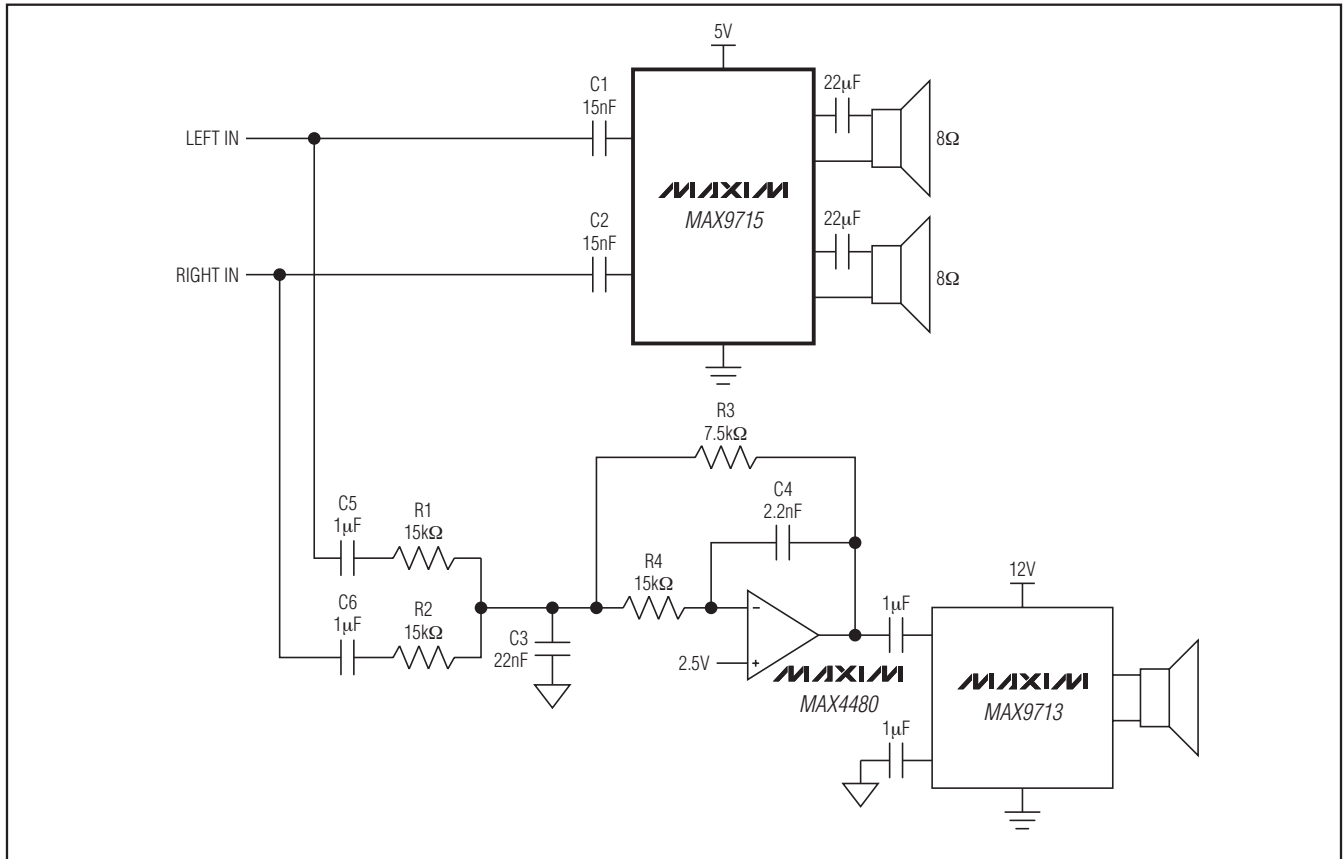 5V
C1
15nF
22μF
LEFT IN
8Ω
MAXIM
MAX9715
C2
15nF
22μF
RIGHT IN
8Ω
R3
7.5kΩ
C4
2.2nF
C5
1μF
R1
15kΩ
R4
15kΩ
12V
C6
1μF
R2
15kΩ
C3
22nF
–
+
2.5V
1μF
MAXIM
MAX4480
MAXIM
MAX9713
1μF